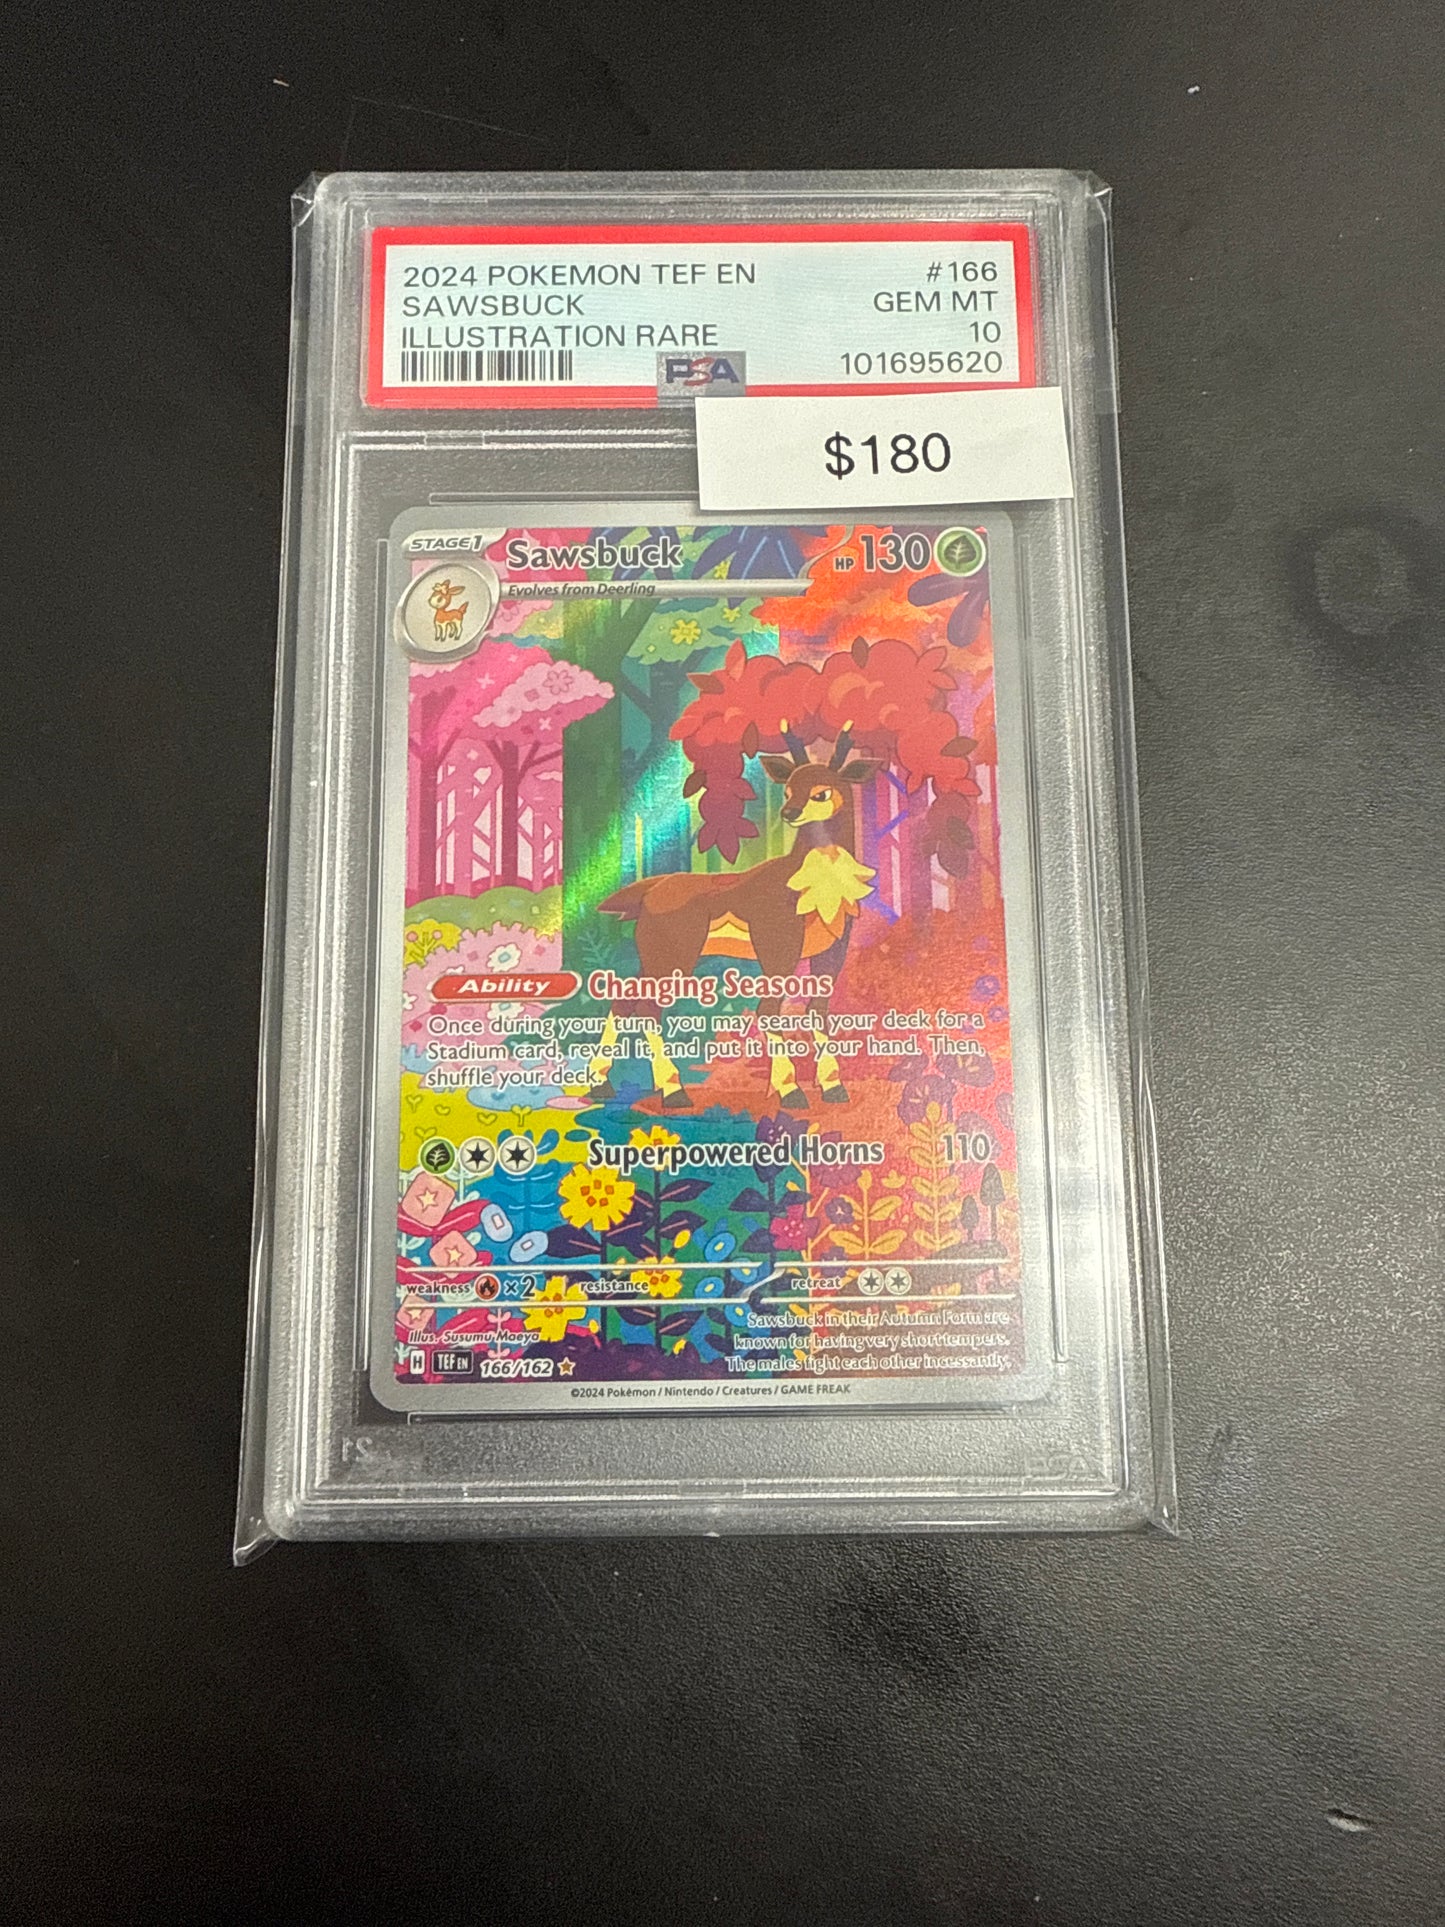 2024 POKEMON TEF EN #166
SAWSBUCK GEM MT
ILLUSTRATION RARE 10
PSA 101695620
$180
STAGE1 Sawsbuck HP 130
Evolves from Deerling
Ability Changing Seasons
Once during your turn, you may search your deck for a
Stadium card, reveal it, and put it into your hand. Then,
shuffle your deck.
Superpowered Horns 110
weakness ×2 resistance retreat
Sawsbuck in their Autumn Form are
known for having very short tempers.
The males fight each other incessantly.
Illus. Susumu Maeya
H TEF EN 166/162
©2024 Pokémon / Nintendo / Creatures / GAME FREAK
PSA